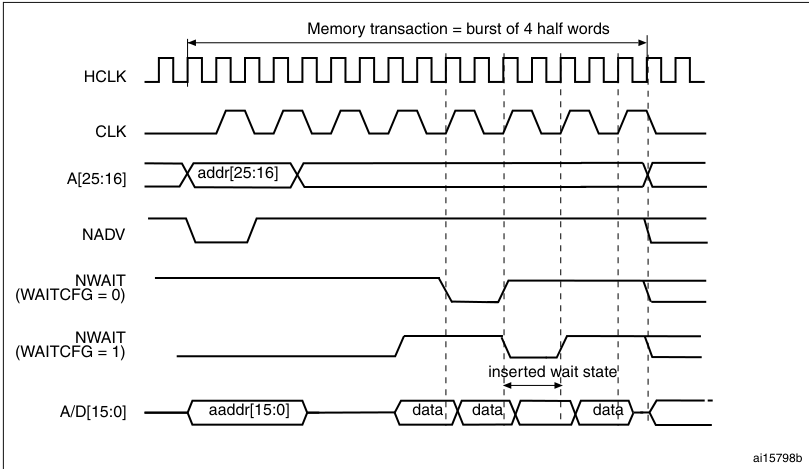 Memory transaction = burst of 4 half words
HCLK
CLK
A[25:16]
addr[25:16]
NADV
NWAIT
(WAITCFG = 0)
NWAIT
(WAITCFG = 1)
inserted wait state
A/D[15:0]
aaddr[15:0]
data
data
data
ai15798b